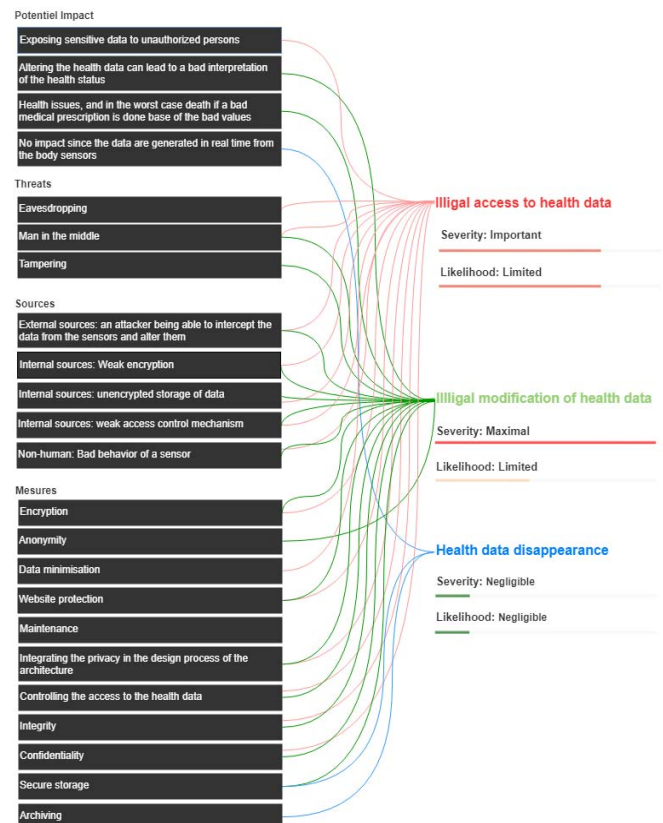 Potentiel Impact
Exposing sensitive data to unauthorized persons
Altering the health data can lead to a bad interpretation
of the health status
Health issues, and in the worst case death if a bad
medical prescription is done base of the bad values
No impact since the data are generated in real time from
the body sensors
Threats
Eavesdropping
Man in the middle
Tampering
Sources
External sources: an attacker being able to intercept the
data from the sensors and alter them
Internal sources: Weak encryption
Internal sources: unencrypted storage of data
Internal sources: weak access control mechanism
Non-human: Bad behavior of a sensor
Mesures
Encryption
Anonymity
Data minimisation
Website protection
Maintenance
Integrating the privacy in the design process of the
architecture
Controlling the access to the health data
Integrity
Confidentiality
Secure storage
Archiving
Illigal access to health data
Severity: Important
Likelihood: Limited
Illligal modification of health data
Severity: Maximal
Likelihood: Limited
Health data disappearance
Severity: Negligible
Likelihood: Negligible